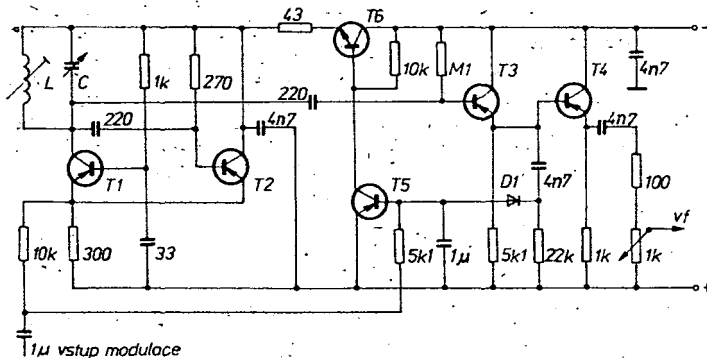 43 T6 –
L C 1k 270 10k M1 T3 T4 4n7
220
220 4n7 4n7
T1 T2 T5 D1 4n7 100
vf
10k 300 33 5k1 1μ 5k1 22k 1k 1k
+
1μ vstup modulace